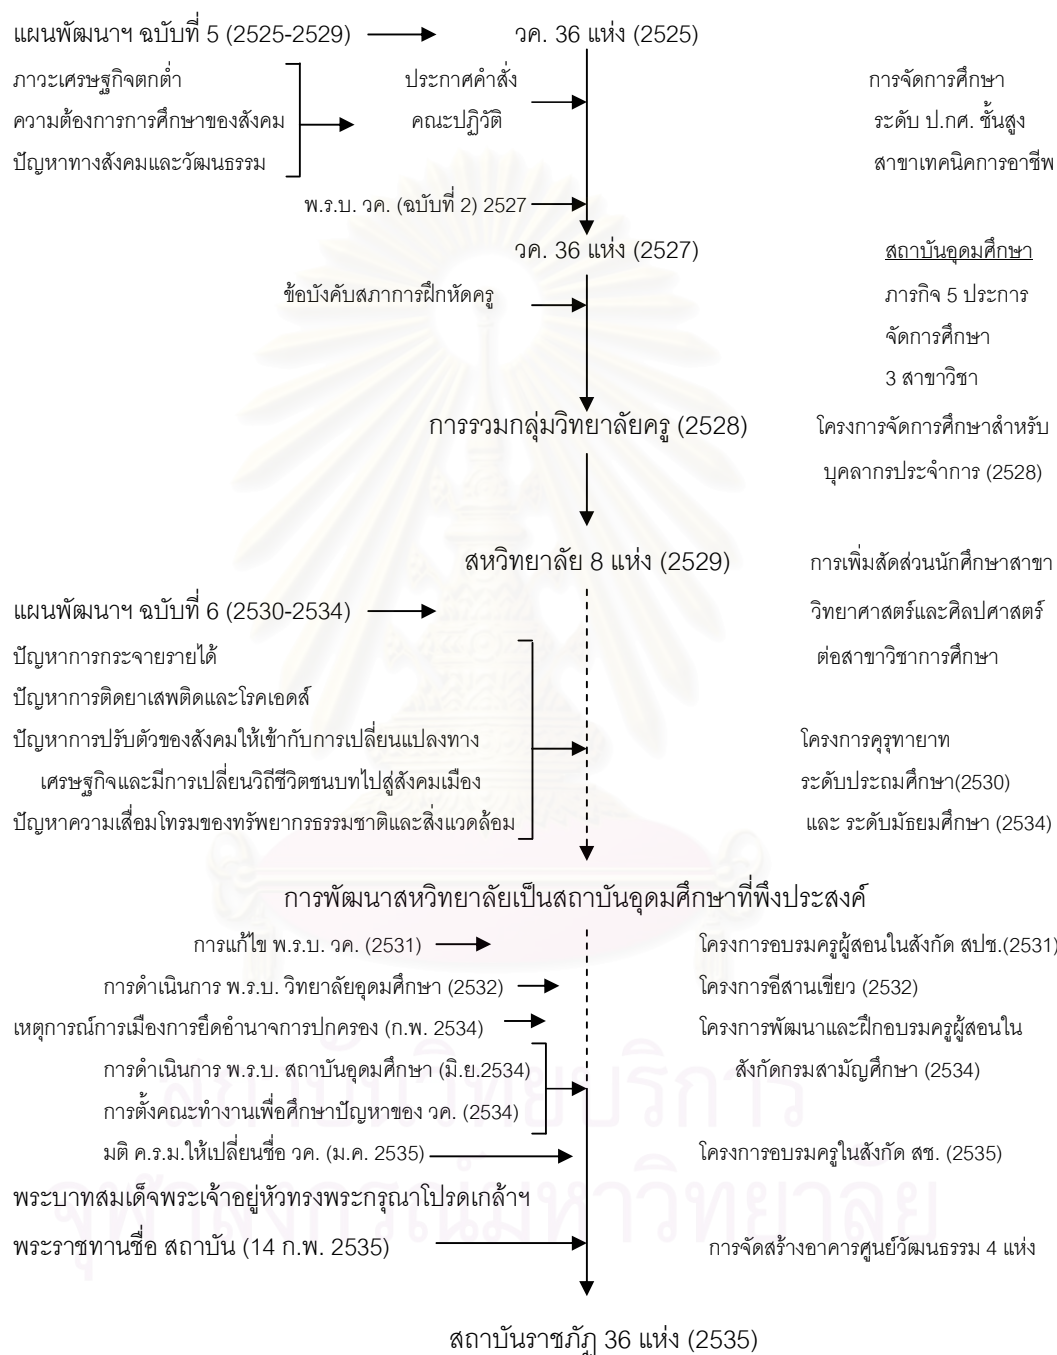 แผนพัฒนาฯ ฉบับที่ 5 (2525-2529) วค. 36 แห่ง (2525)
ภาวะเศรษฐกิจตกต่ำ ประกาศคำสั่ง การจัดการศึกษา
ความต้องการการศึกษาของสังคม คณะปฏิวัติ ระดับ ป.กศ. ชั้นสูง
ปัญหาทางสังคมและวัฒนธรรม สาขาเทคนิคการอาชีพ
พ.ร.บ. วค. (ฉบับที่ 2) 2527
วค. 36 แห่ง (2527) สถาบันอุดมศึกษา
ข้อบังคับสภาการฝึกหัดครู ภารกิจ 5 ประการ
จัดการศึกษา
3 สาขาวิชา
การรวมกลุ่มวิทยาลัยครู (2528) โครงการจัดการศึกษาสำหรับ
บุคลากรประจำการ (2528)
สหวิทยาลัย 8 แห่ง (2529) การเพิ่มสัดส่วนนักศึกษาสาขา
แผนพัฒนาฯ ฉบับที่ 6 (2530-2534) วิทยาศาสตร์และศิลปศาสตร์
ปัญหาการกระจายรายได้ ต่อสาขาวิชาการศึกษา
ปัญหาการติดยาเสพติดและโรคเอดส์
ปัญหาการปรับตัวของสังคมให้เข้ากับการเปลี่ยนแปลงทาง โครงการคุรุทายาท
เศรษฐกิจและมีการเปลี่ยนวิถีชีวิตชนบทไปสู่สังคมเมือง ระดับประถมศึกษา(2530)
ปัญหาความเสื่อมโทรมของทรัพยากรธรรมชาติและสิ่งแวดล้อม และ ระดับมัธยมศึกษา (2534)
การพัฒนาสหวิทยาลัยเป็นสถาบันอุดมศึกษาที่พึงประสงค์
การแก้ไข พ.ร.บ. วค. (2531) โครงการอบรมครูผู้สอนในสังกัด สปช.(2531)
การดำเนินการ พ.ร.บ. วิทยาลัยอุดมศึกษา (2532) โครงการอีสานเขียว (2532)
เหตุการณ์การเมืองการยึดอำนาจการปกครอง (ก.พ. 2534) โครงการพัฒนาและฝึกอบรมครูผู้สอนใน
การดำเนินการ พ.ร.บ. สถาบันอุดมศึกษา (มิ.ย.2534) สังกัดกรมสามัญศึกษา (2534)
การตั้งคณะทำงานเพื่อศึกษาปัญหาของ วค. (2534)
มติ ค.ร.ม.ให้เปลี่ยนชื่อ วค. (ม.ค. 2535) โครงการอบรมครูในสังกัด สช. (2535)
พระบาทสมเด็จพระเจ้าอยู่หัวทรงพระกรุณาโปรดเกล้าฯ
พระราชทานชื่อ สถาบัน (14 ก.พ. 2535) การจัดสร้างอาคารศูนย์วัฒนธรรม 4 แห่ง
สถาบันราชภัฏ 36 แห่ง (2535)
สถาบันวิทยบริการ
จุฬาลงกรณ์มหาวิทยาลัย